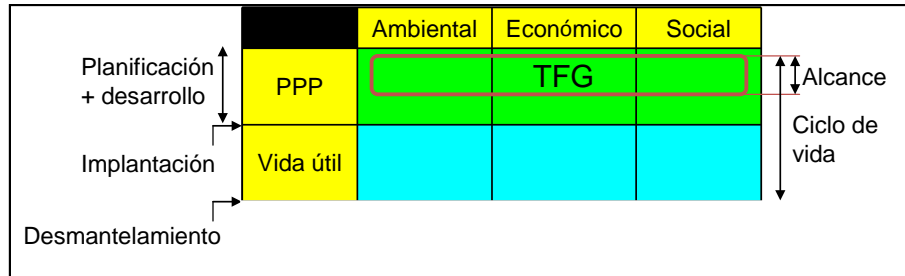 Ambiental Económico Social
Planificación
+ desarrollo
PPP
TFG
Alcance
Ciclo de
vida
Implantación
Vida útil
Desmantelamiento